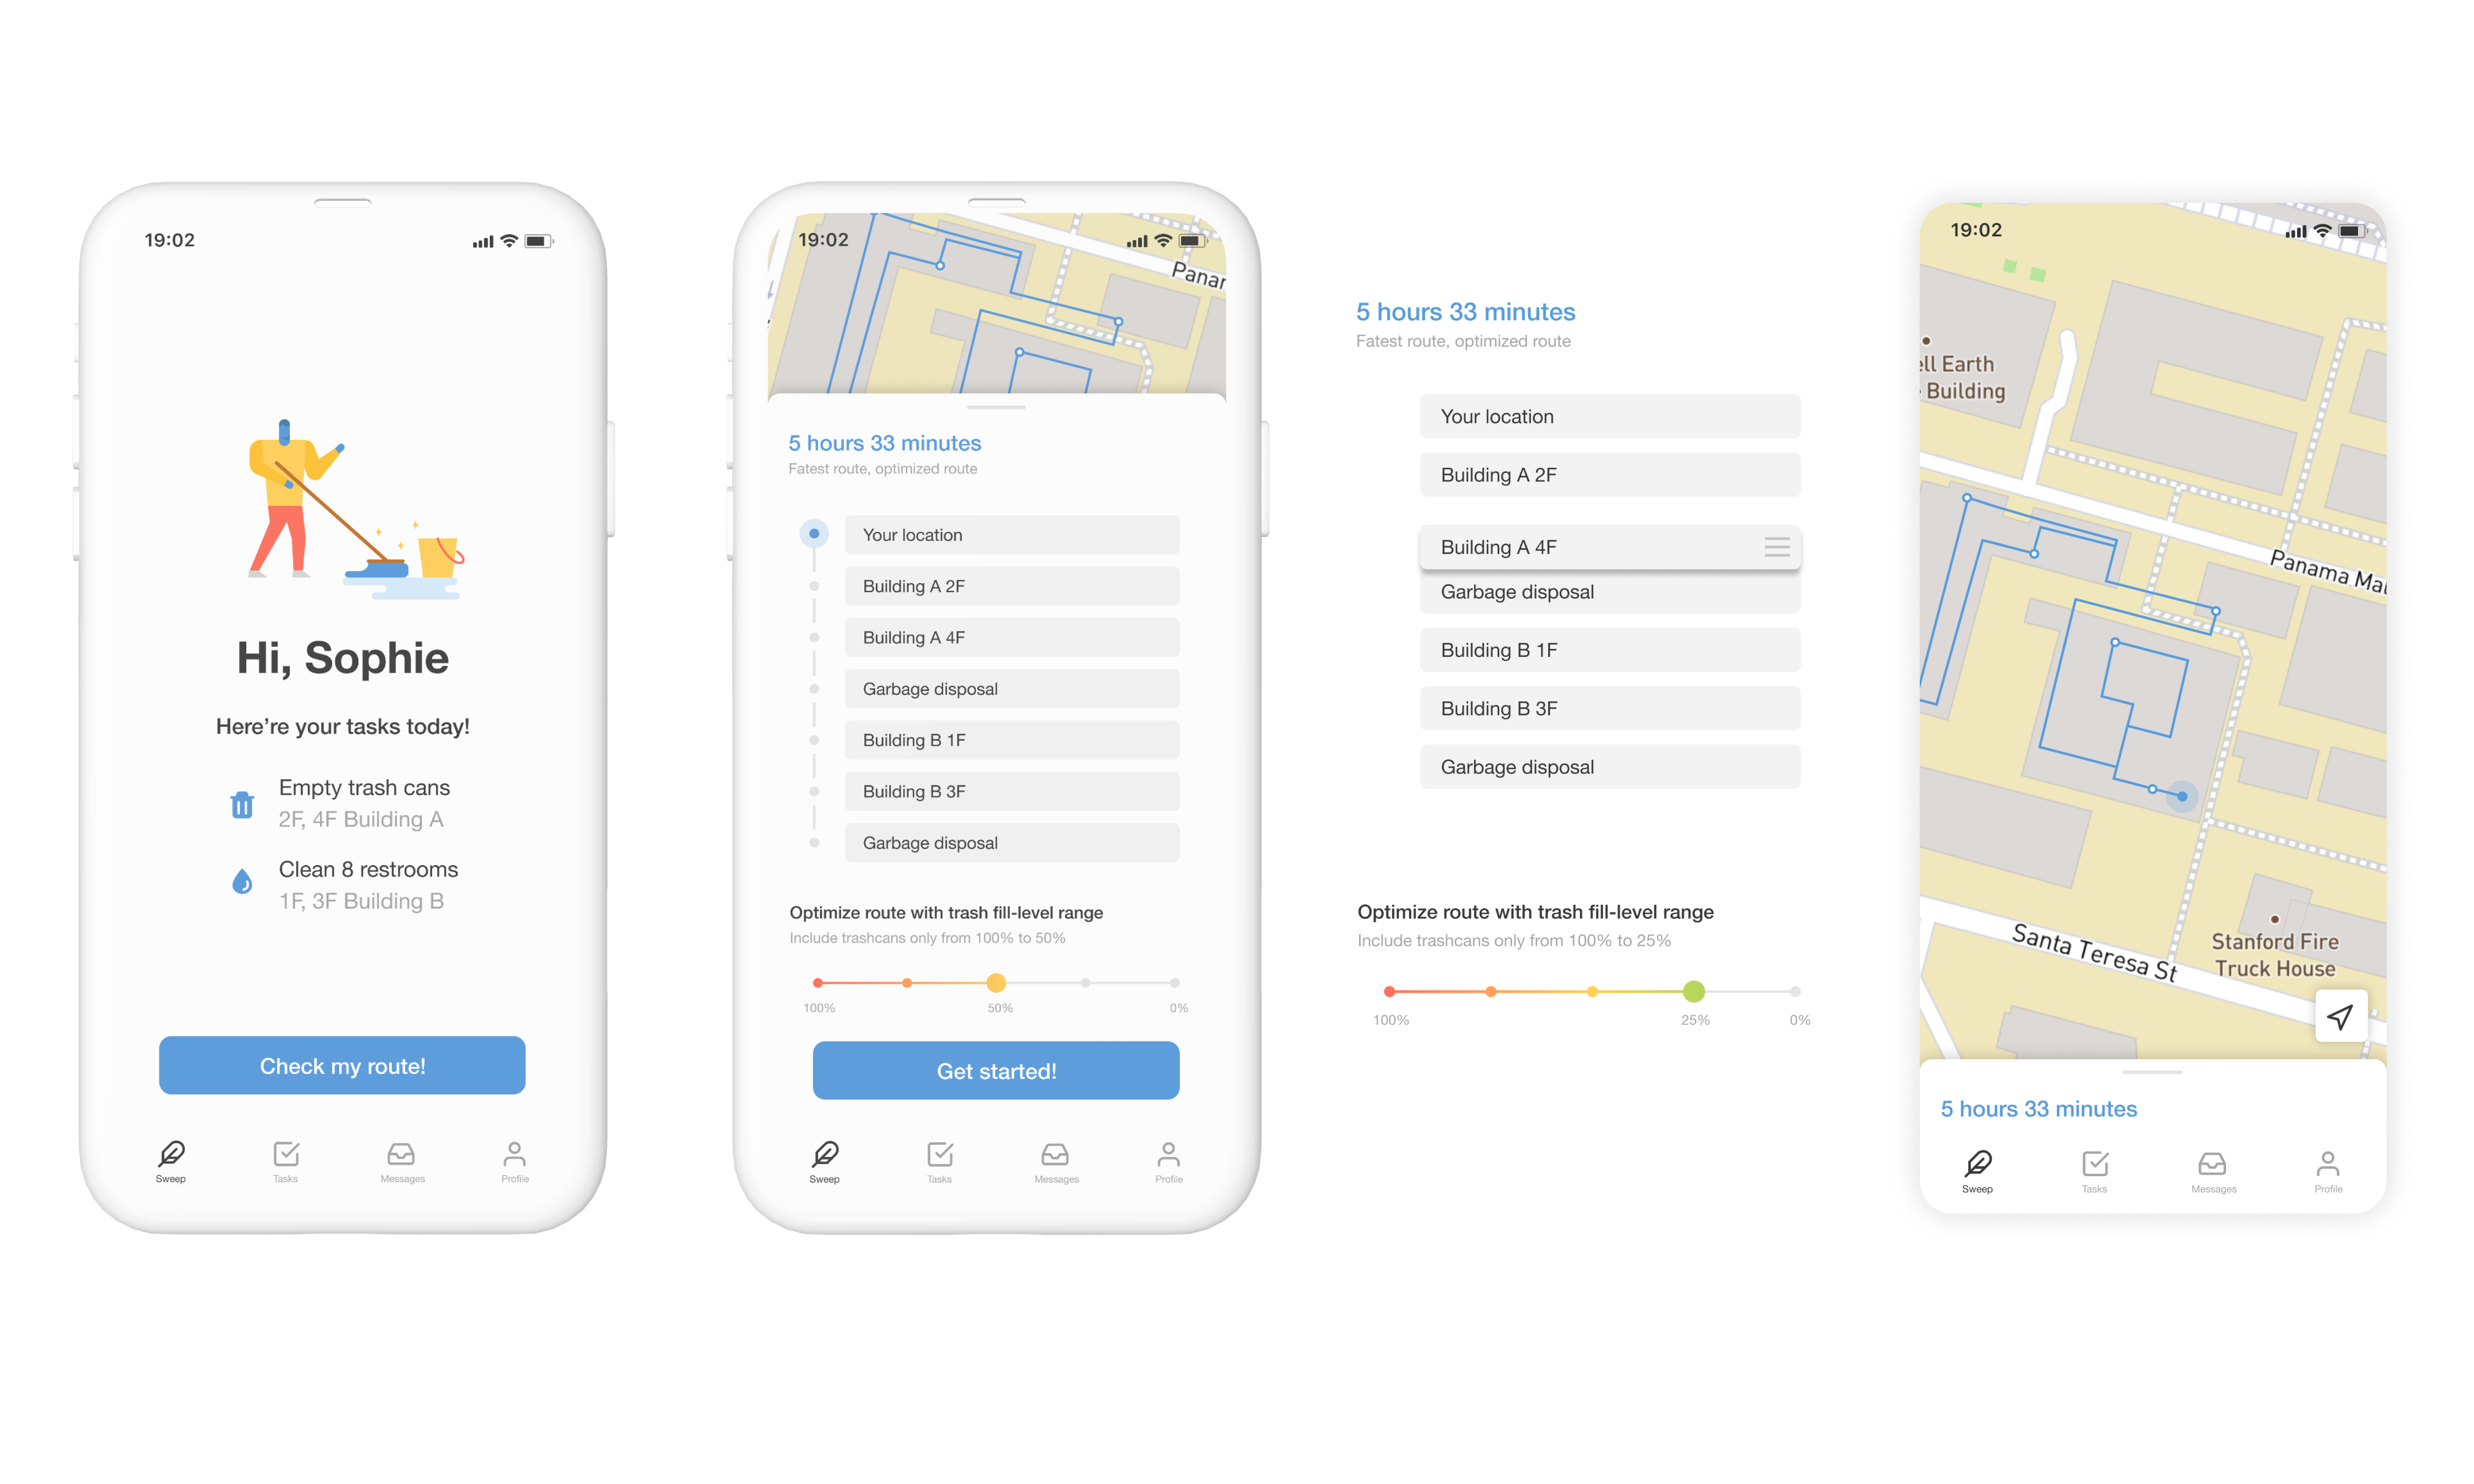 19:02
Hi, Sophie
Here're your tasks today!
Empty trash cans
2F, 4F Building A
Clean 8 restrooms
1F, 3F Building B
Check my route!
Sweep
Tasks
Messages
Profile
19:02
Panar
5 hours 33 minutes
Fatest route, optimized route
Your location
Building A 2F
Building A 4F
Garbage disposal
Building B 1F
Building B 3F
Garbage disposal
Optimize route with trash fill-level range
Include trashcans only from 100% to 50%
100%
50%
0%
Get started!
Sweep
Tasks
Messages
Profile
5 hours 33 minutes
Fatest route, optimized route
Your location
Building A 2F
Building A 4F
Garbage disposal
Building B 1F
Building B 3F
Garbage disposal
Optimize route with trash fill-level range
Include trashcans only from 100% to 25%
100%
25%
0%
19:02
ell Earth
Building
Panama Mal
Santa Teresa St
Stanford Fire
Truck House
5 hours 33 minutes
Sweep
Tasks
Messages
Profile